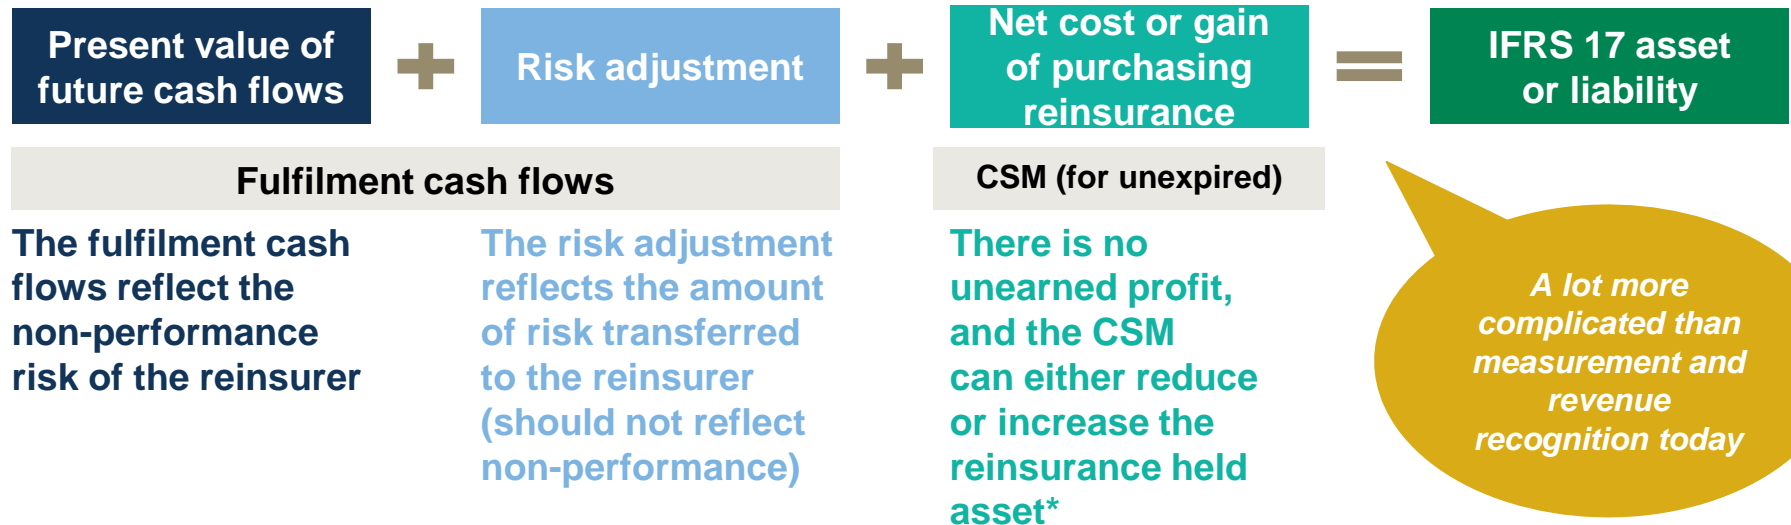 Present value of
future cash flows
+
Risk adjustment
+
Net cost or gain
of purchasing
reinsurance
=
IFRS 17 asset
or liability
Fulfilment cash flows
CSM (for unexpired)
The fulfilment cash
flows reflect the
non-performance
risk of the reinsurer
The risk adjustment
reflects the amount
of risk transferred
to the reinsurer
(should not reflect
non-performance)
There is no
unearned profit,
and the CSM
can either reduce
or increase the
reinsurance held
asset*
A lot more
complicated than
measurement and
revenue
recognition today